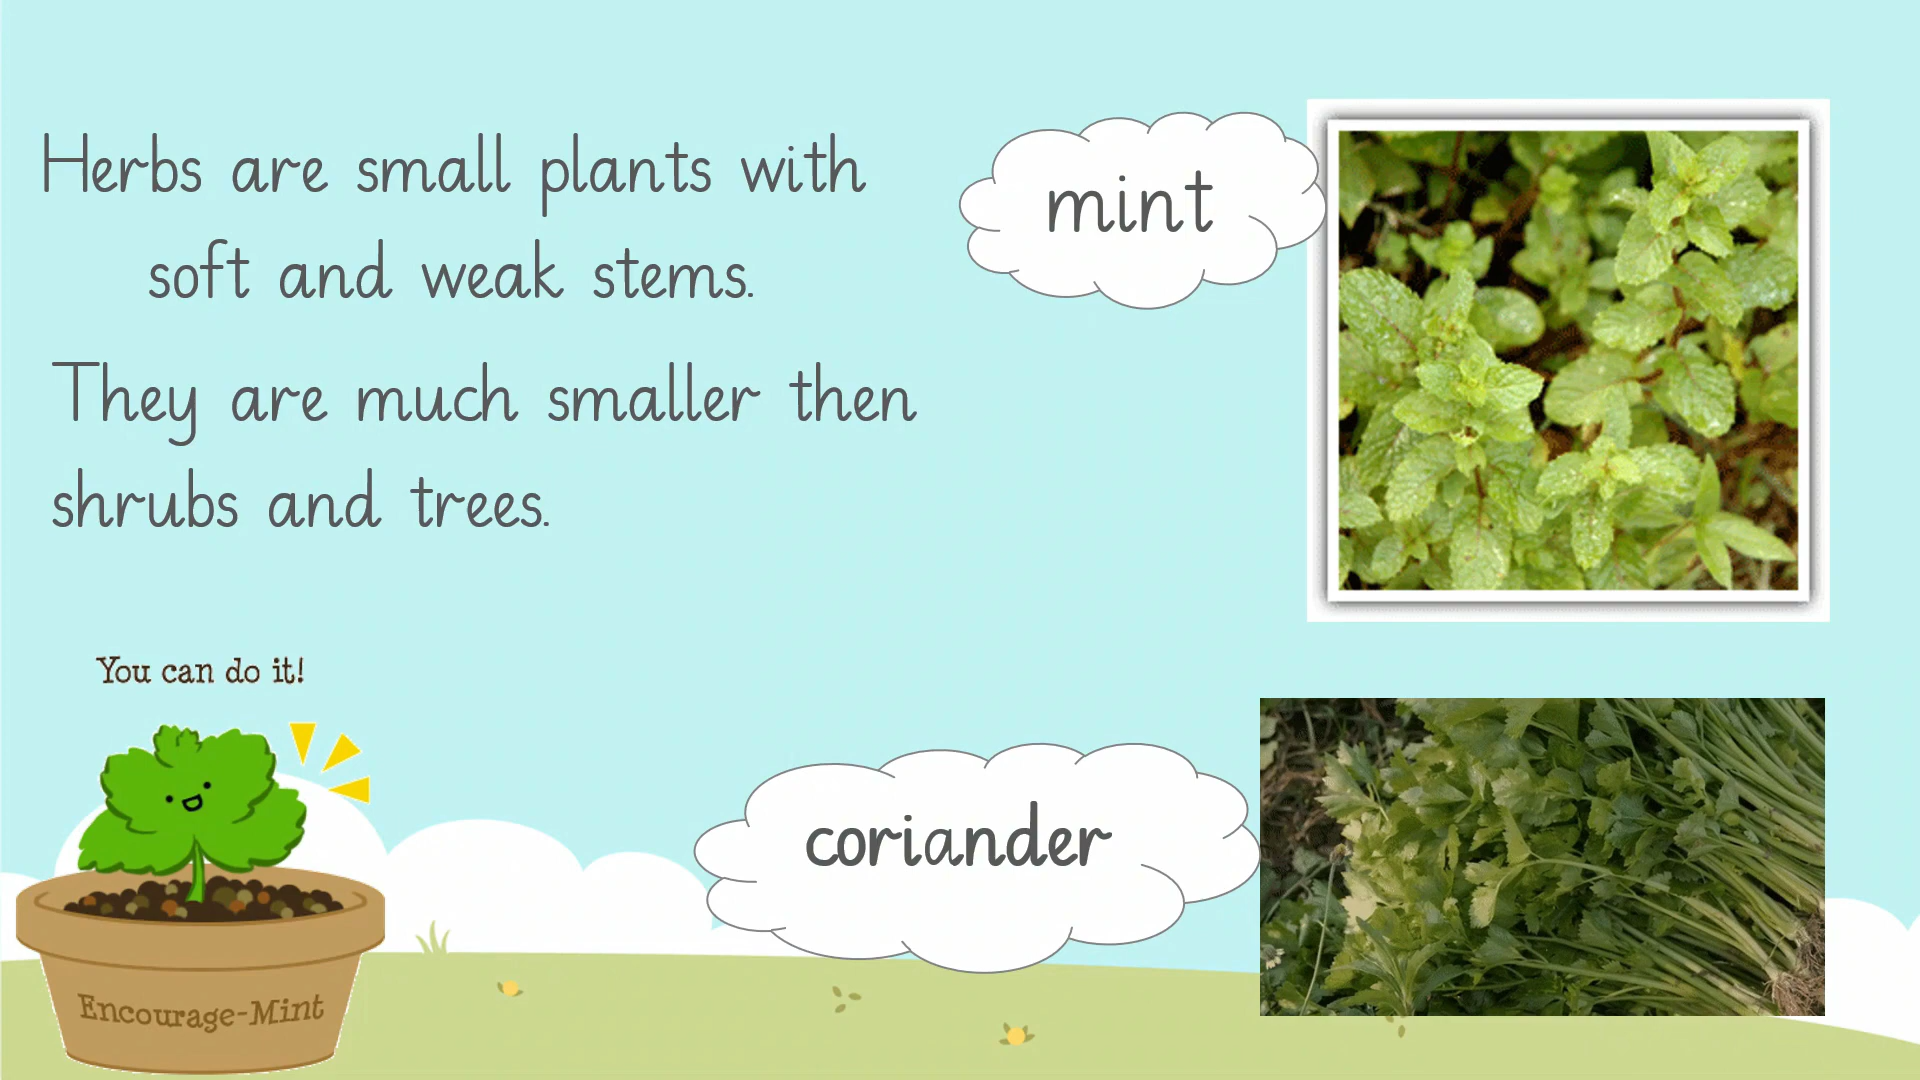 Herbs are small plants with
soft and weak stems.
They are much smaller then
shrubs and trees.
mint
You can do it!
coriander
Encourage-Mint